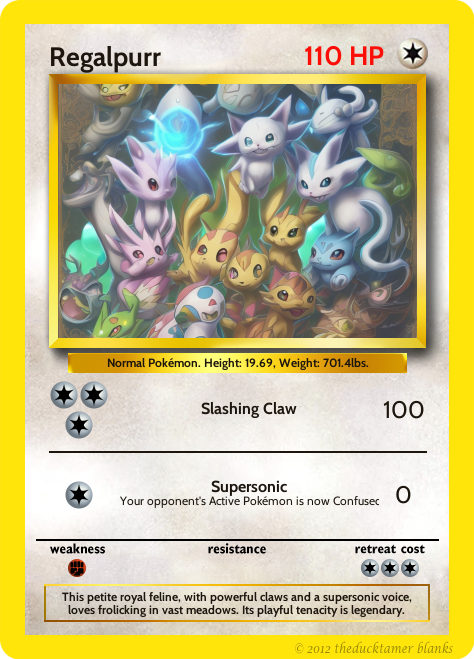 Regalpurr
110 HP
Normal Pokémon. Height: 19.69, Weight: 701.4lbs.
Slashing Claw 100
Supersonic
Your opponent's Active Pokémon is now Confused
0
weakness resistance retreat cost
This petite royal feline, with powerful claws and a supersonic voice,
loves frolicking in vast meadows. Its playful tenacity is legendary.
© 2012 theducktamer blanks